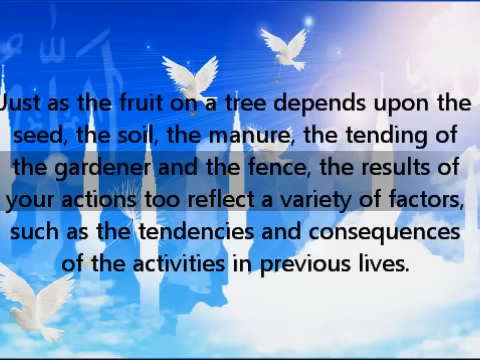 Just as the fruit on a tree depends upon the
seed, the soil, the manure, the tending of
the gardener and the fence, the results of
your actions too reflect a variety of factors,
such as the tendencies and consequences
of the activities in previous lives.